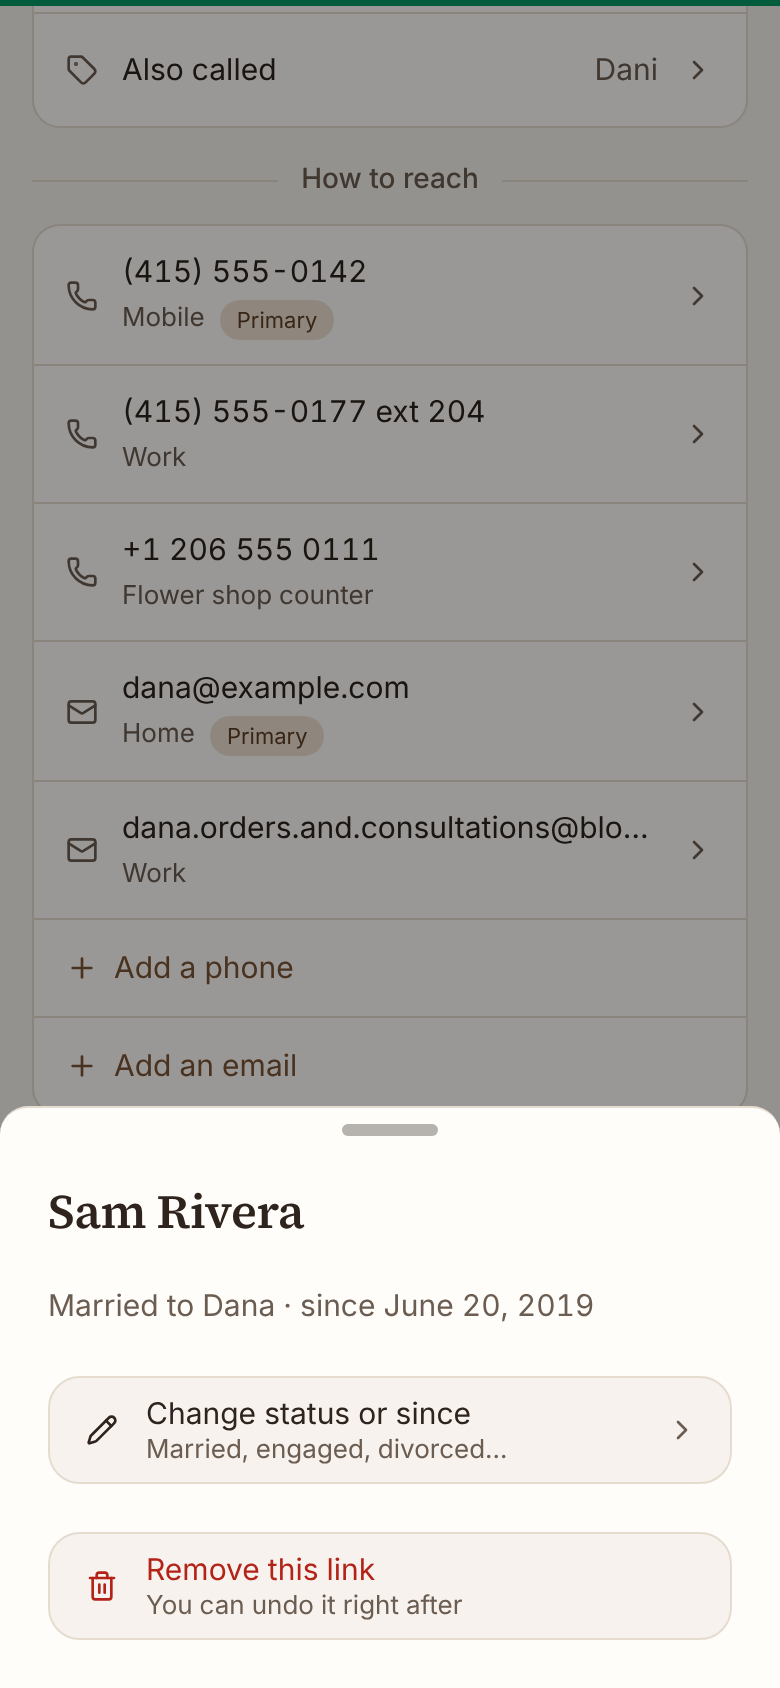 Also called
Dani
How to reach
(415) 555-0142
Mobile Primary
(415) 555-0177 ext 204
Work
+1 206 555 0111
Flower shop counter
dana@example.com
Home Primary
dana.orders.and.consultations@blo...
Work
Add a phone
Add an email
Sam Rivera
Married to Dana · since June 20, 2019
Change status or since
Married, engaged, divorced...
Remove this link
You can undo it right after